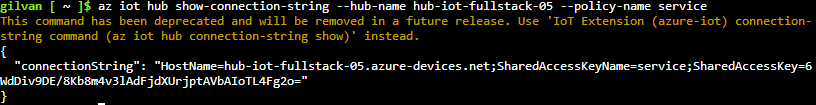 gilvan [ ~ ]$ az iot hub show-connection-string --hub-name hub-iot-fullstack-05 --policy-name service
This command has been deprecated and will be removed in a future release. Use 'IoT Extension (azure-iot) connection-
string command (az iot hub connection-string show)' instead.
{
  "connectionString": "HostName=hub-iot-fullstack-05.azure-devices.net;SharedAccessKeyName=service;SharedAccessKey=6
WdDiv9DE/8Kb8m4v3lAdFjdXUrjptAVbAIoTL4Fg2o="
}